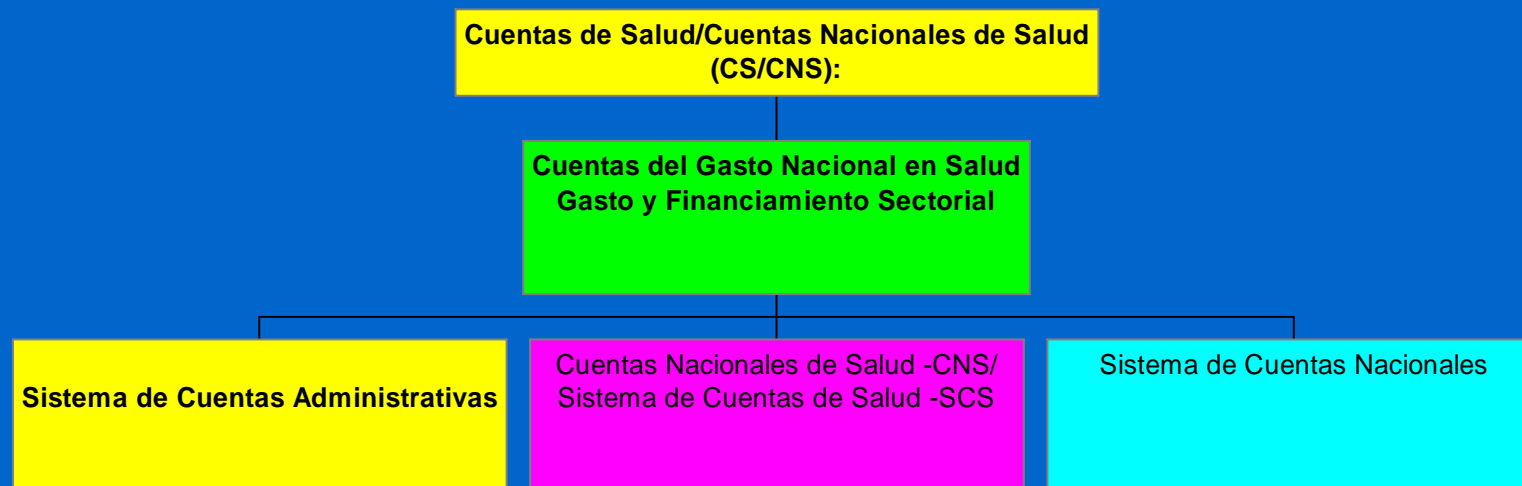 Cuentas de Salud/Cuentas Nacionales de Salud
(CS/CNS):
Cuentas del Gasto Nacional en Salud
Gasto y Financiamiento Sectorial
Sistema de Cuentas Administrativas
Cuentas Nacionales de Salud -CNS/
Sistema de Cuentas de Salud -SCS
Sistema de Cuentas Nacionales